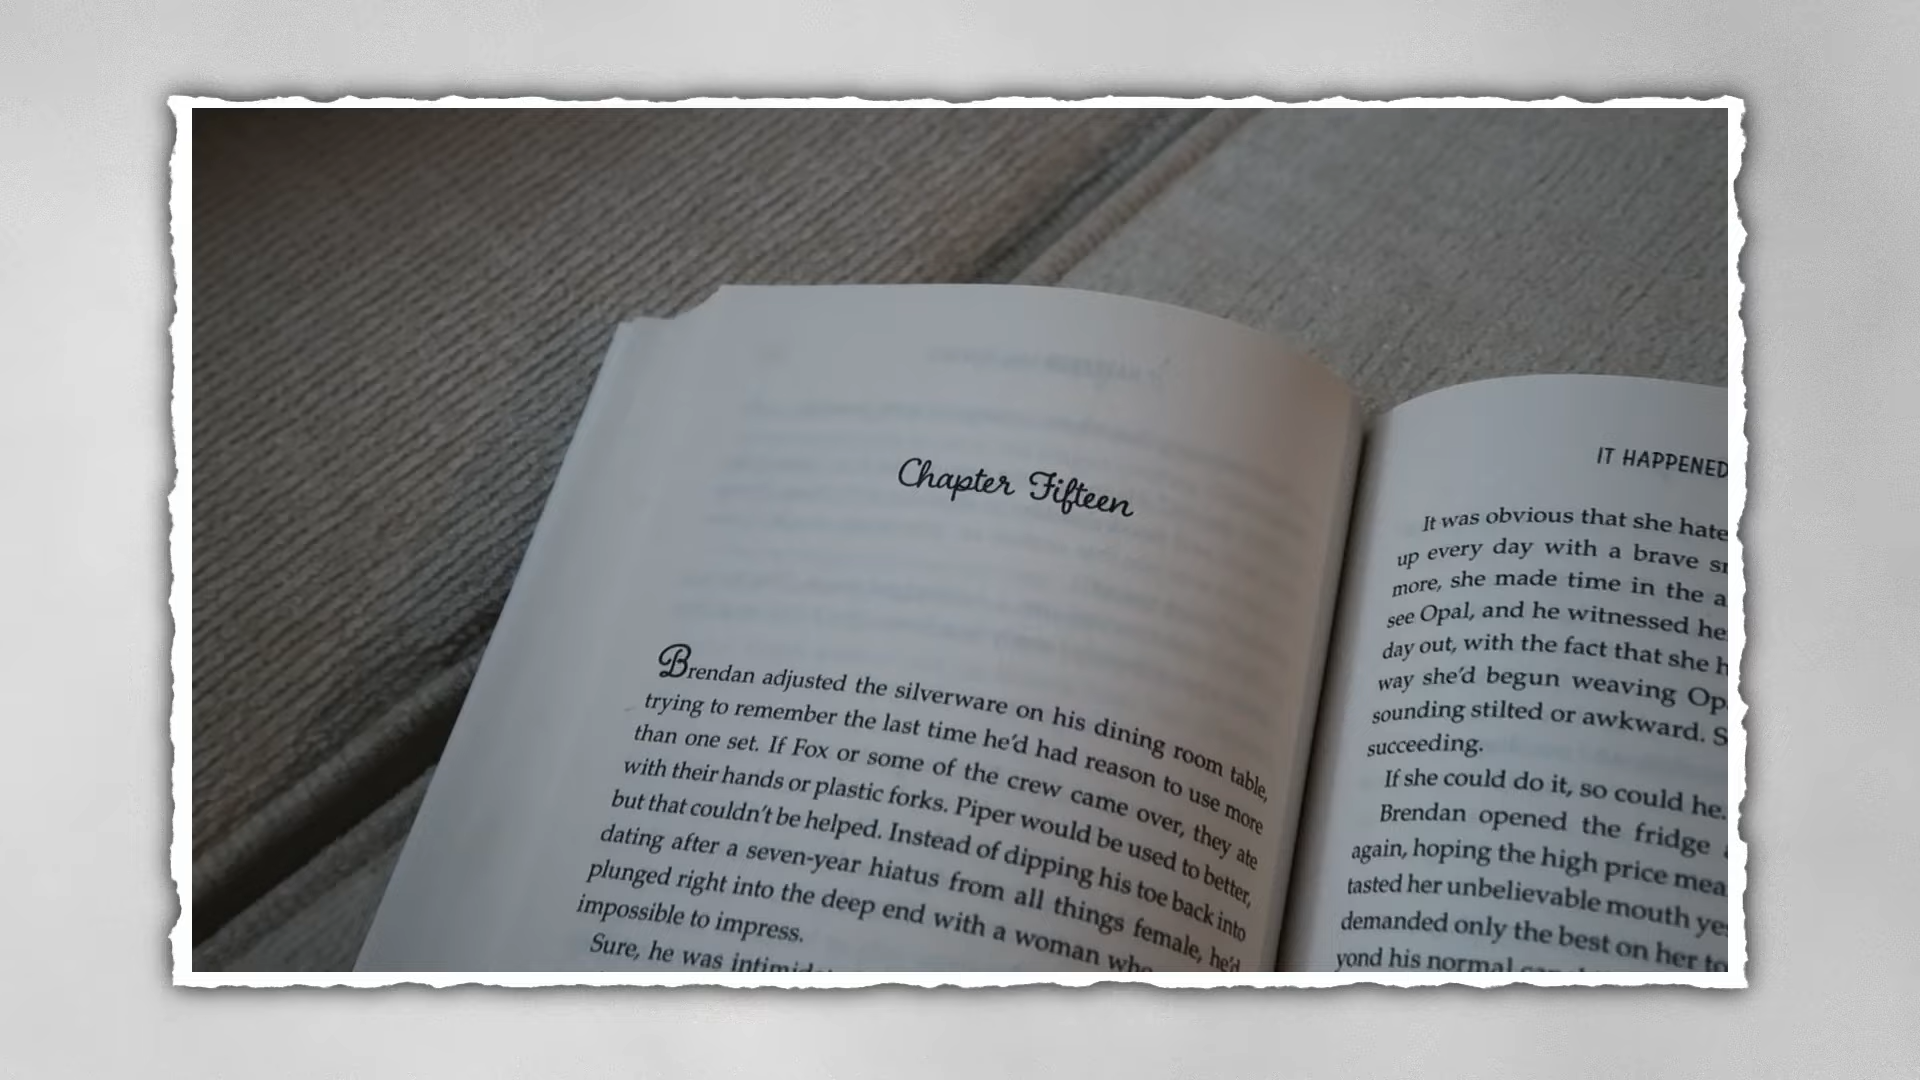 Chapter Fifteen
Brendan adjusted the silverware on his dining room table,
trying to remember the last time he'd had reason to use more
than one set. If Fox or some of the crew came over, they ate
with their hands or plastic forks. Piper would be used to better,
but that couldn't be helped. Instead of dipping his toe back into
dating after a seven-year hiatus from all things female, he'd
plunged right into the deep end with a woman who
impossible to impress.
Sure, he was
IT HAPPENED
It was obvious that she hate
up every day with a brave
more, she made time in the a
see Opal, and he witnessed he
day out, with the fact that she h
way she'd begun weaving Op
sounding stilted or awkward. S
succeeding.
If she could do it, so could he.
Brendan opened the fridge
again, hoping the high price mea
tasted her unbelievable mouth ye
demanded only the best on her to
yond his normal